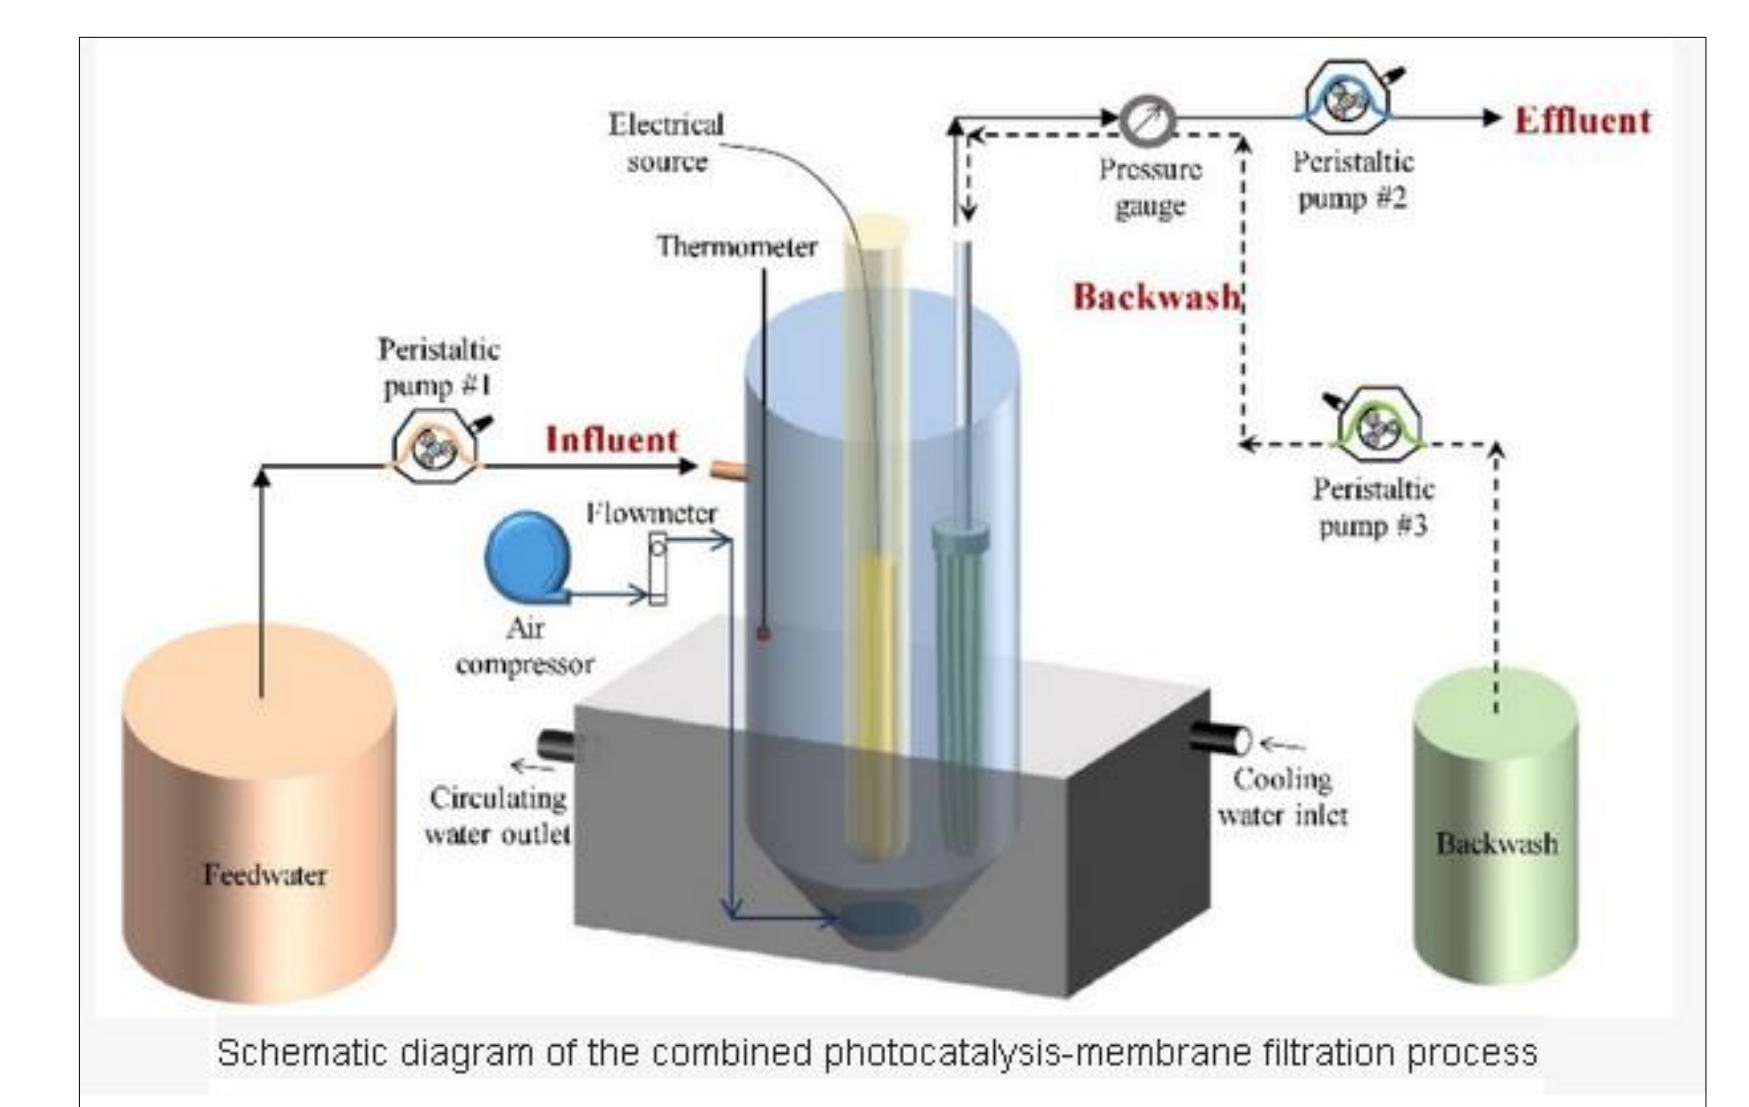 Electrical
source
Effluent
Peristaltic
pump #2
Pressure
gauge
Thermometer
Backwash
Peristaltic
pump #1
Influent
Flowmeter
Peristaltic
pump #3
Air
compressor
Circulating
water outlet
Cooling
water inlet
Feedwater
Backwash
Schematic diagram of the combined photocatalysis-membrane filtration process